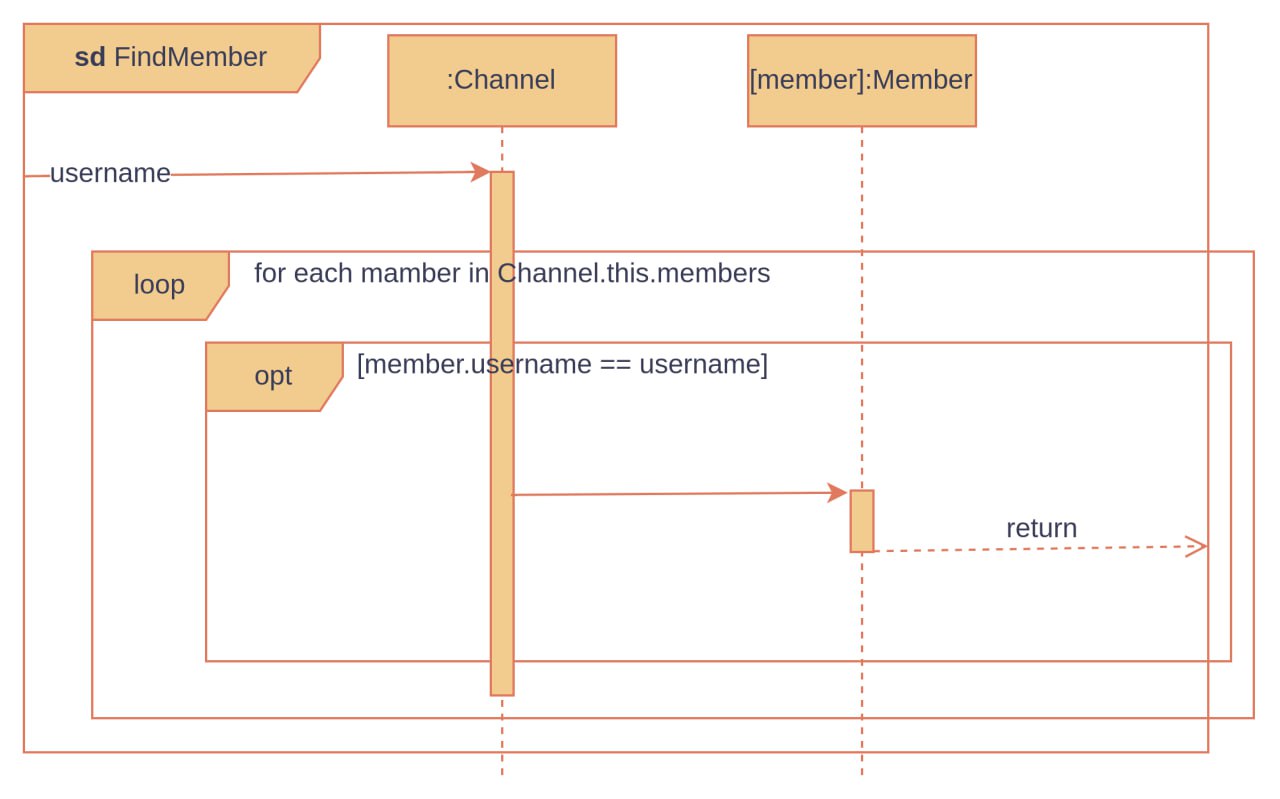 sd FindMember
:Channel
[member]:Member
username
loop
for each mamber in Channel.this.members
opt
[member.username == username]
return